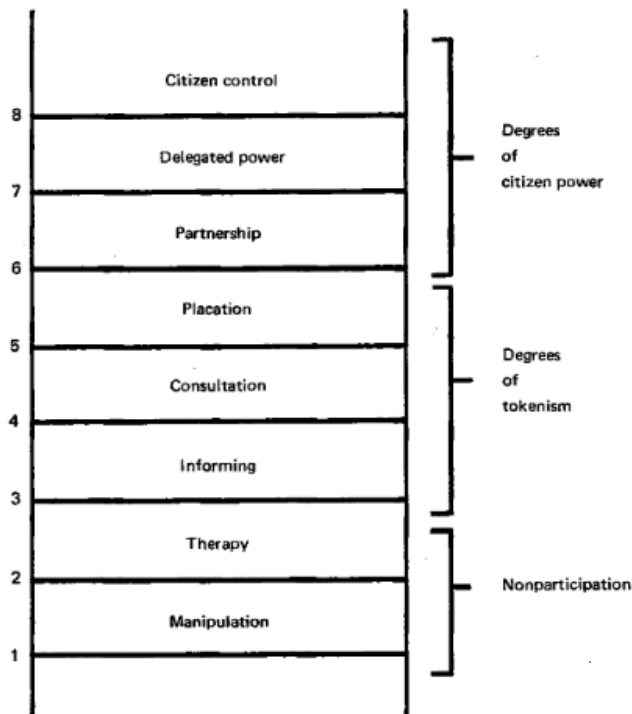 Citizen control
8
Delegated power
7
Partnership
6
Placation
5
Consultation
4
Informing
3
Therapy
2
Manipulation
1
Degrees
of
citizen power
Degrees
of
tokenism
Nonparticipation